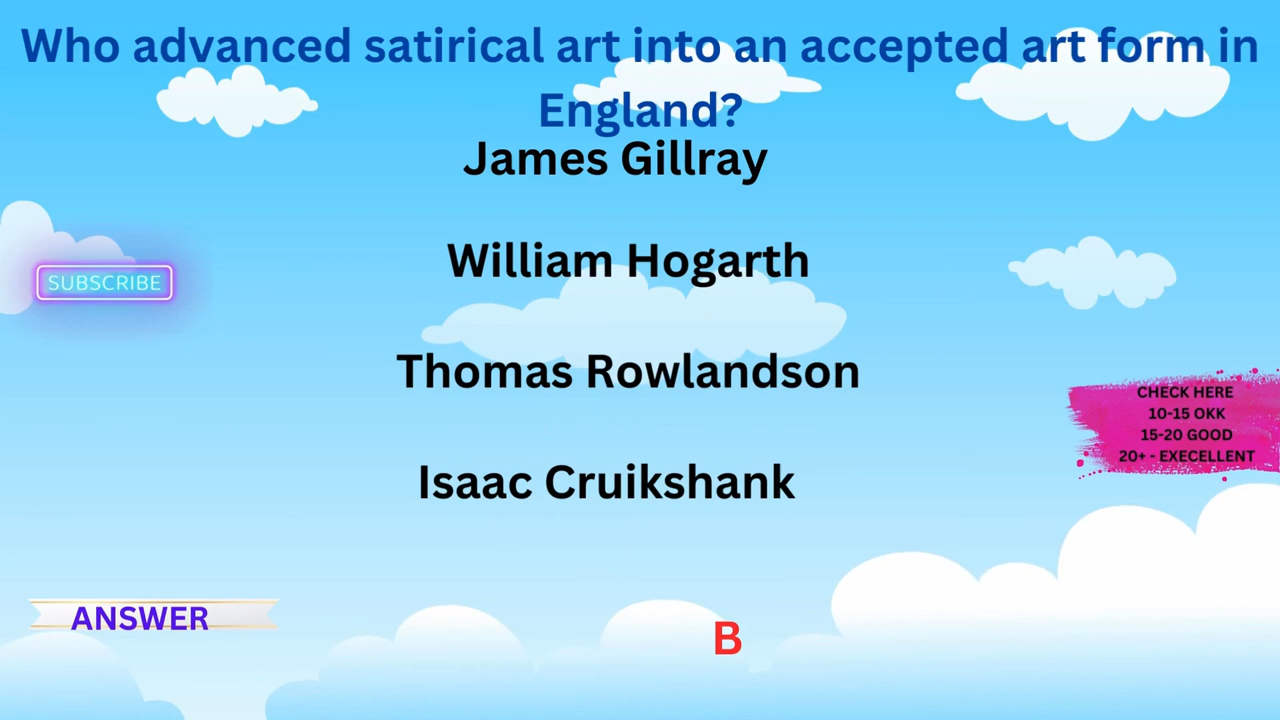 Who advanced satirical art into an accepted art form in
England?
James Gillray
William Hogarth
SUBSCRIBE
Thomas Rowlandson
CHECK HERE
10-15 OKK
15-20 GOOD
20+ - EXECELLENT
Isaac Cruikshank
ANSWER
B